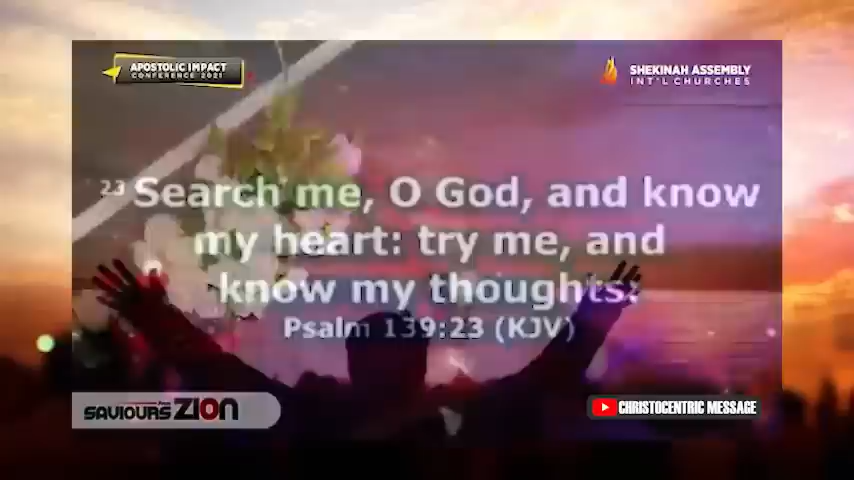 APOSTOLIC IMPACT
CONFERENCE 2021
SHEKINAH ASSEMBLY
INT'L CHURCHES
23 Search me, O God, and know
my heart: try me, and
know my thoughts:
Psalm 139:23 (KJV)
SAVIOURS from ZION
CHRISTOCENTRIC MESSAGE